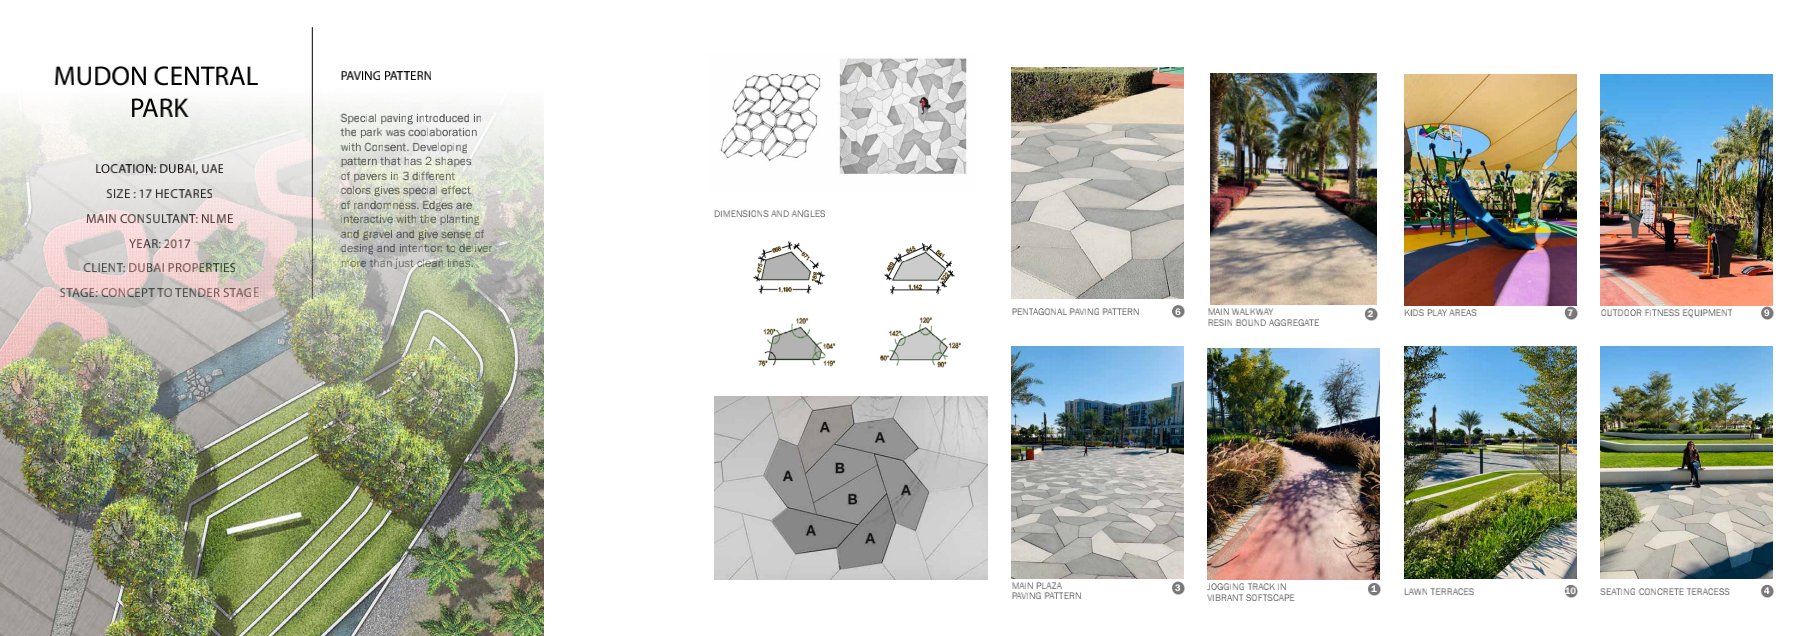 MUDON CENTRAL
PARK
LOCATION: DUBAI, UAE
SIZE : 17 HECTARES
MAIN CONSULTANT: NLME
YEAR: 2017
CLIENT: DUBAI PROPERTIES
STAGE: CONCEPT TO TENDER STAGE
PAVING PATTERN
Special paving introduced in
the park was coolaboration
with Consent. Developing
pattern that has 2 shapes
of pavers in 3 different
colors gives special effect
of randomness. Edges are
interactive with the planting
and gravel and give sense of
desing and intention to deliver
more than just clean lines.
DIMENSIONS AND ANGLES
1,190
1,142
120°
120°
104°
76°
119°
120°
142°
128°
60°
90°
A
A
B
A
B
A
A
A
PENTAGONAL PAVING PATTERN 6
MAIN WALKWAY 2
RESIN BOUND AGGREGATE
KIDS PLAY AREAS 7
OUTDOOR FITNESS EQUIPMENT 9
MAIN PLAZA 3
PAVING PATTERN
JOGGING TRACK IN 1
VIBRANT SOFTSCAPE
LAWN TERRACES 10
SEATING CONCRETE TERACESS 4